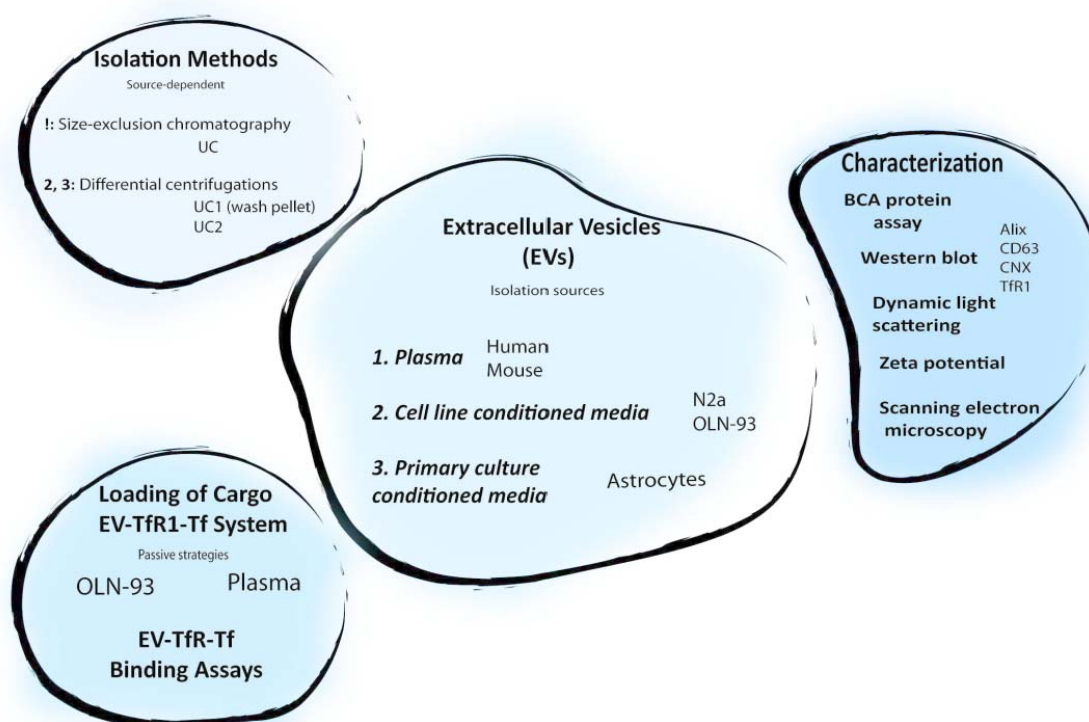 Isolation Methods
Source-dependent
!: Size-exclusion chromatography
UC
2, 3: Differential centrifugations
UC1 (wash pellet)
UC2
Extracellular Vesicles
(EVs)
Isolation sources
1. Plasma
Human
Mouse
2. Cell line conditioned media
N2a
OLN-93
3. Primary culture
conditioned media
Astrocytes
Characterization
BCA protein
assay
Western blot
Alix
CD63
CNX
TfR1
Dynamic light
scattering
Zeta potential
Scanning electron
microscopy
Loading of Cargo
EV-TfR1-Tf System
Passive strategies
OLN-93
Plasma
EV-TfR-Tf
Binding Assays